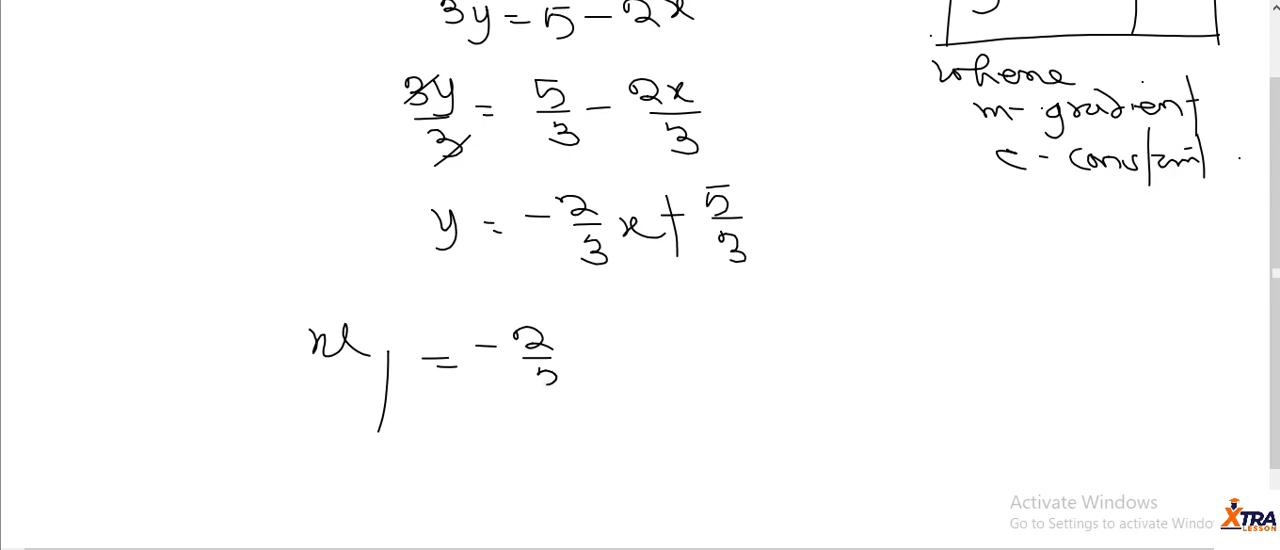 3y = 5 - 2x
3y/3 = 5/3 - 2x/3
y = -2/3 x + 5/3
m₁ = -2/
where
m - gradient
c - constant
Activate Windows
Go to Settings to activate Windo
XTRA
LESSON